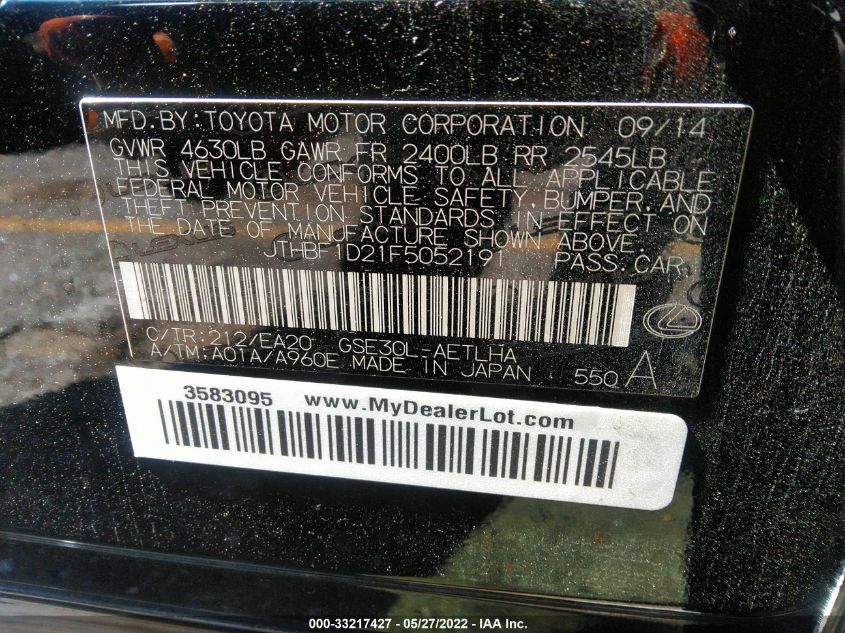 MFD.BY:TOYOTA MOTOR CORPORATION 09/14
GVWR 4630LB GAWR FR 2400LB RR 2545LB
THIS VEHICLE CONFORMS TO ALL APPLICABLE
FEDERAL MOTOR VEHICLE SAFETY, BUMPER, AND
THEFT PREVENTION STANDARDS IN EFFECT ON
THE DATE OF MANUFACTURE SHOWN ABOVE.
JTHBF1D21F5052191 PASS.CAR
C/TR:212/EA20 GSE30L-AETLHA
A/TM:A01A/A960E MADE IN JAPAN 550 A
3583095 www.MyDealerLot.com
000-33217427 - 05/27/2022 - IAA Inc.